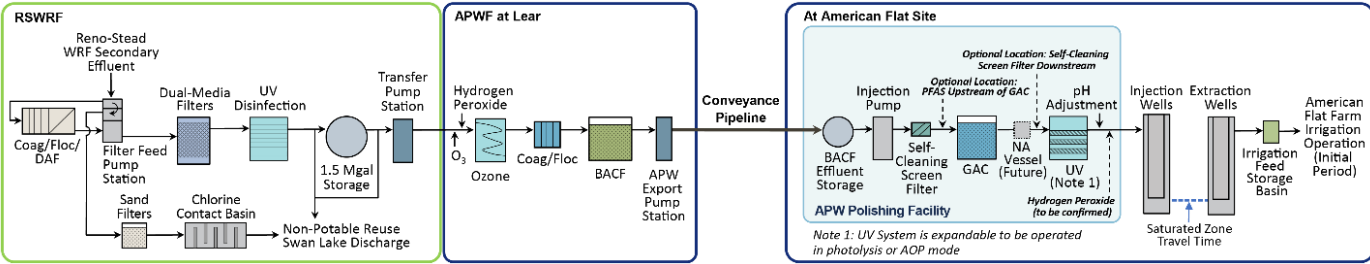 RSWRF
Reno-Stead
WRF Secondary
Effluent
Coag/Floc/
DAF
Filter Feed
Pump
Station
Dual-Media
Filters
UV
Disinfection
1.5 Mgal
Storage
Transfer
Pump
Station
Sand
Filters
Chlorine
Contact Basin
Non-Potable Reuse
Swan Lake Discharge
APWF at Lear
Hydrogen
Peroxide
O3
Ozone
Coag/Floc
BACF
APW
Export
Pump
Station
Conveyance
Pipeline
At American Flat Site
Optional Location: Self-Cleaning
Screen Filter Downstream
Optional Location:
PFAS Upstream of GAC
Injection
Pump
BACF
Effluent
Storage
Self-
Cleaning
Screen
Filter
GAC
NA
Vessel
(Future)
pH
Adjustment
UV
(Note 1)
Hydrogen Peroxide
(to be confirmed)
APW Polishing Facility
Note 1: UV System is expandable to be operated
in photolysis or AOP mode
Injection
Wells
Extraction
Wells
Saturated Zone
Travel Time
Irrigation
Feed
Storage
Basin
American
Flat Farm
Irrigation
Operation
(Initial
Period)